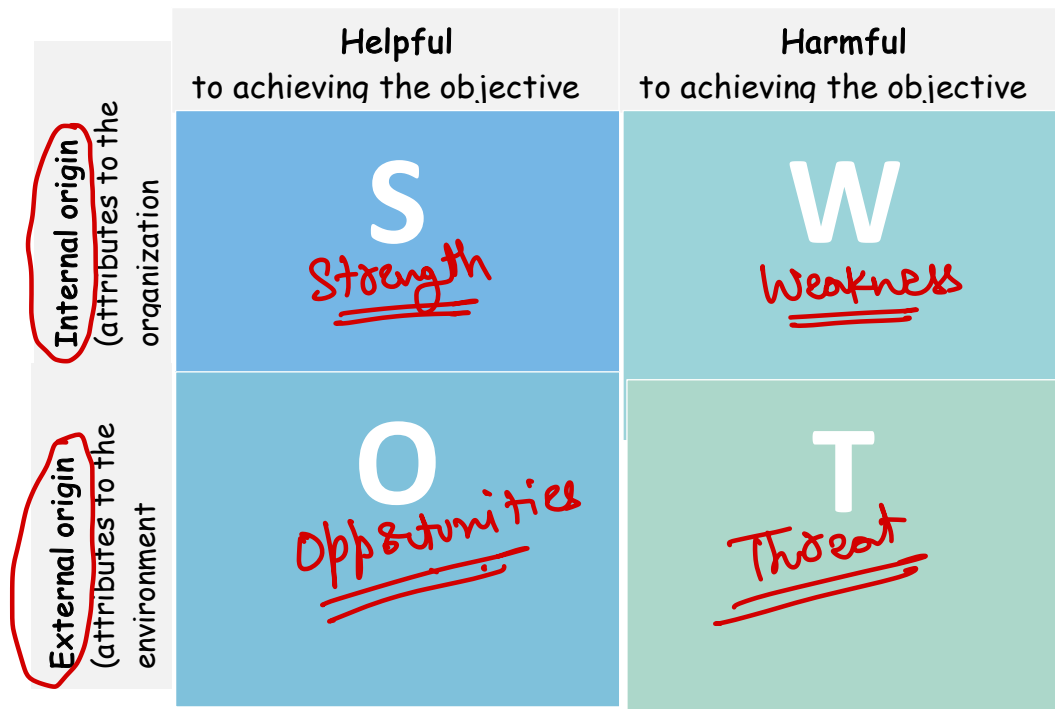 Helpful
to achieving the objective
Harmful
to achieving the objective
Internal origin
(attributes to the
organization
S
Strength
W
Weakness
External origin
(attributes to the
environment
O
Opportunities
T
Threat